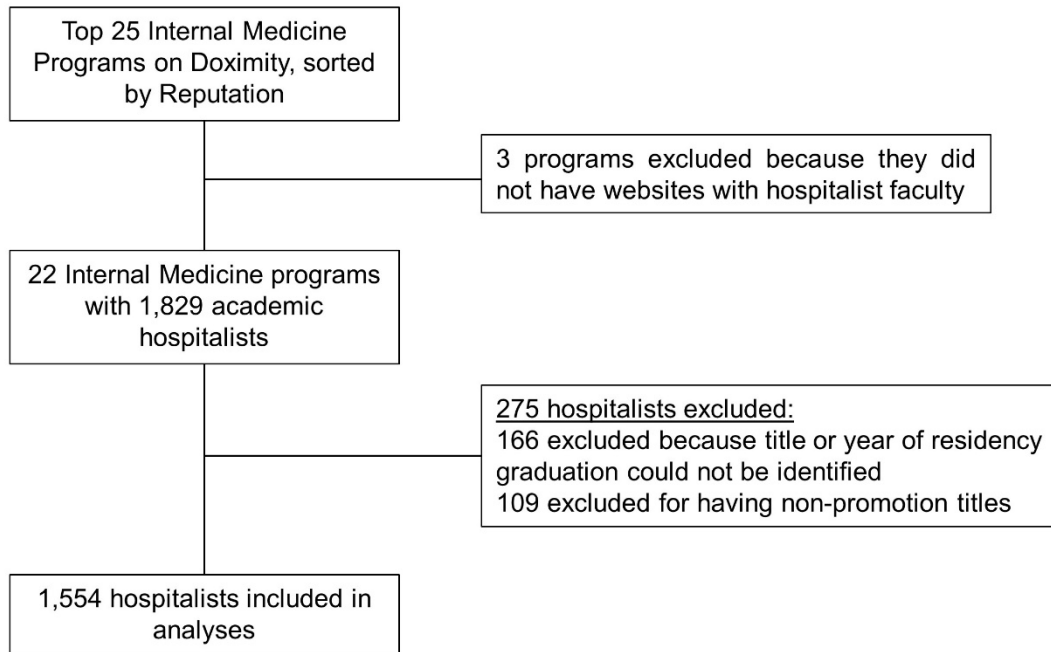 Top 25 Internal Medicine
Programs on Doximity, sorted
by Reputation
3 programs excluded because they did
not have websites with hospitalist faculty
22 Internal Medicine programs
with 1,829 academic
hospitalists
275 hospitalists excluded:
166 excluded because title or year of residency
graduation could not be identified
109 excluded for having non-promotion titles
1,554 hospitalists included in
analyses